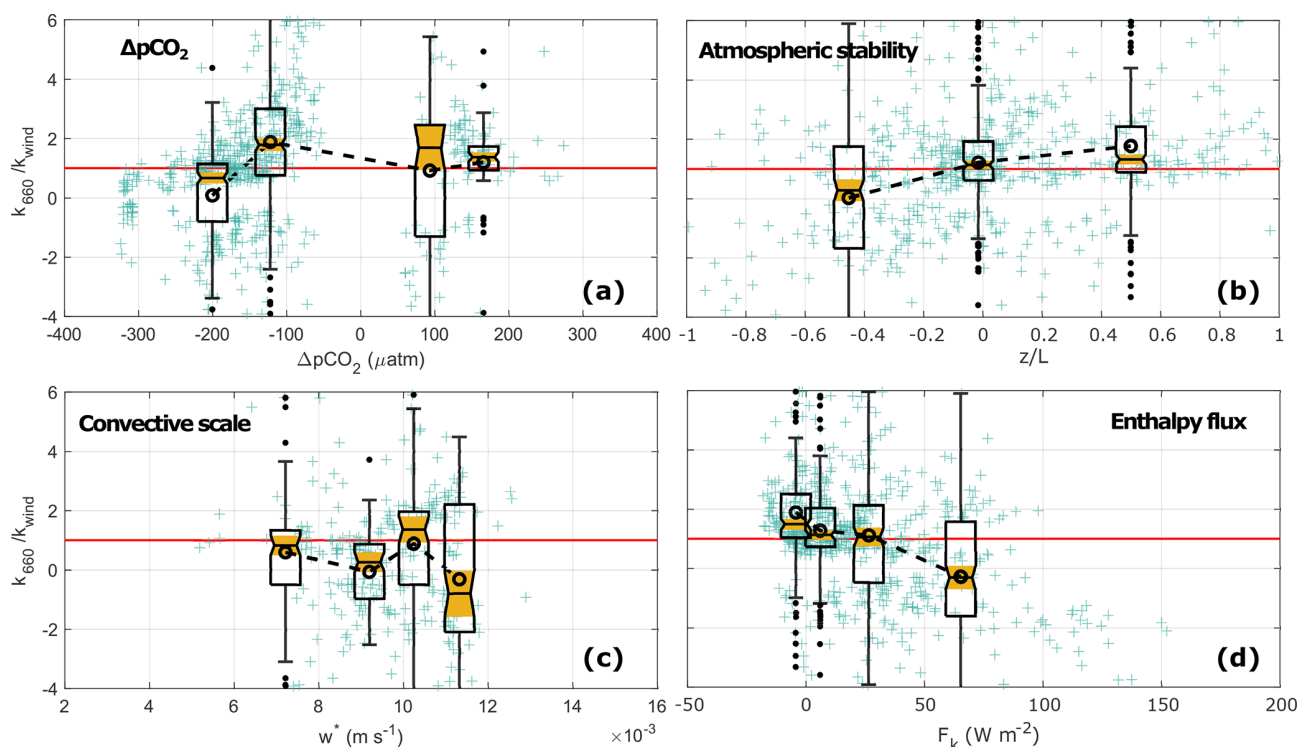 6
4
2
0
-2
-4
k660 /kwind
ΔpCO2
(a)
-400 -300 -200 -100 0 100 200 300 400
ΔpCO2 (μatm)
Atmospheric stability
(b)
-1 -0.8 -0.6 -0.4 -0.2 0 0.2 0.4 0.6 0.8 1
z/L
6
4
2
0
-2
-4
k660 /kwind
Convective scale
(c)
2 4 6 8 10 12 14 16
w* (m s-1) ×10-3
Enthalpy flux
(d)
-50 0 50 100 150 200
Fk (W m-2)